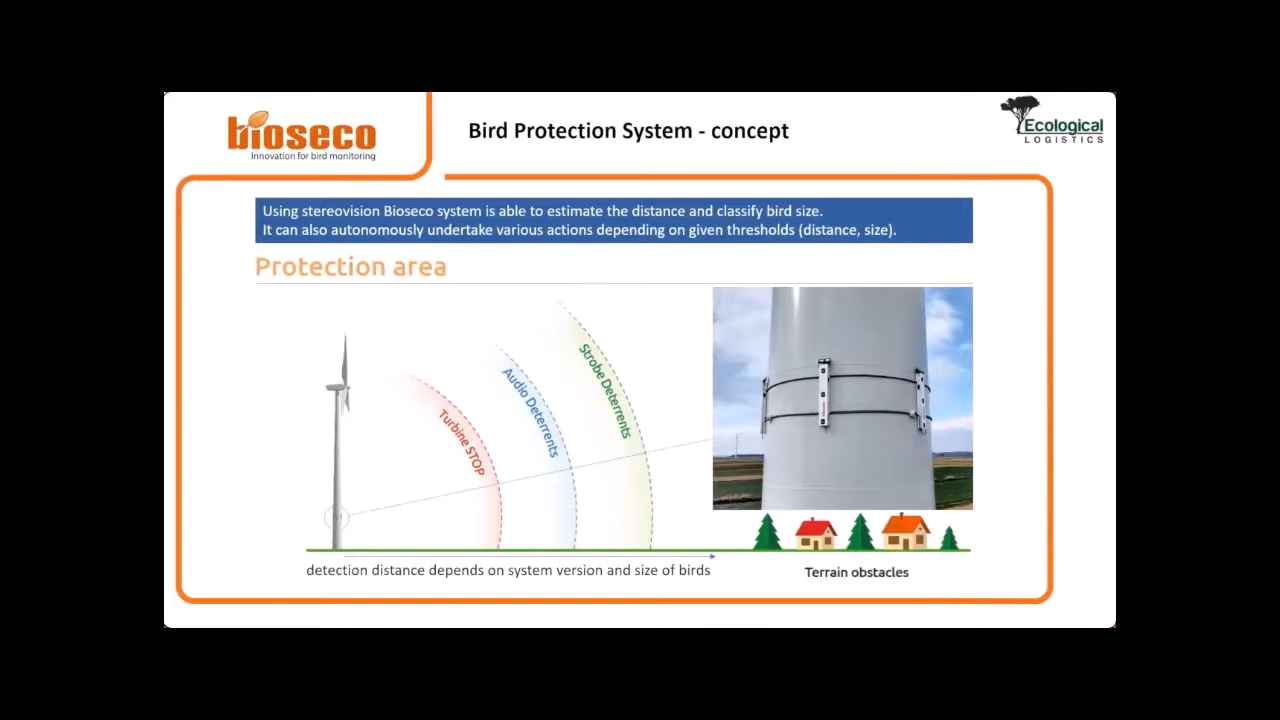 bioseco
Innovation for bird monitoring
Bird Protection System - concept
Ecological
LOGISTICS
Using stereovision Bioseco system is able to estimate the distance and classify bird size.
It can also autonomously undertake various actions depending on given thresholds (distance, size).
Protection area
Turbine STOP
Audio Deterrents
Strobe Deterrents
detection distance depends on system version and size of birds
Terrain obstacles